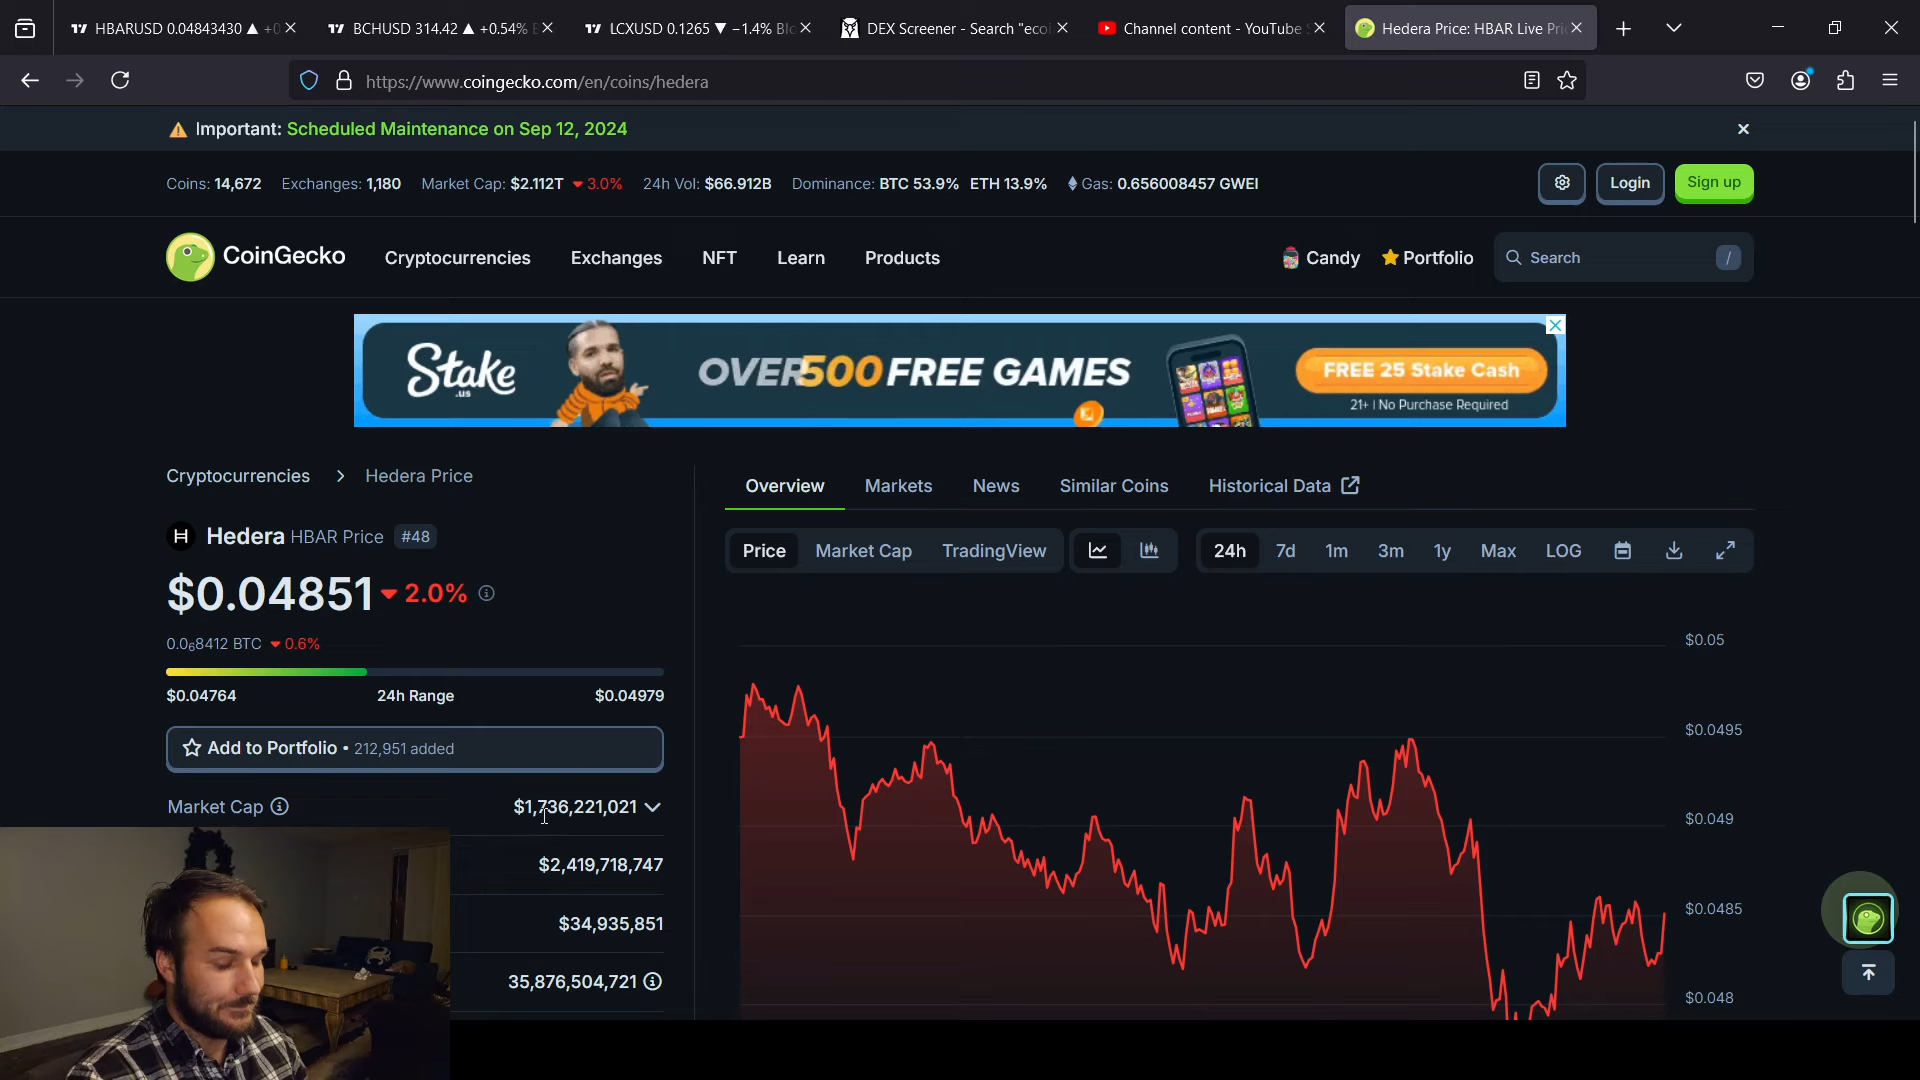 HBARUSD 0.04843430 ▲ +0
BCHUSD 314.42 ▲ +0.54%
LCXUSD 0.1265 ▼ −1.4%
DEX Screener - Search "eco
Channel content - YouTube
Hedera Price: HBAR Live Pri
https://www.coingecko.com/en/coins/hedera
Important: Scheduled Maintenance on Sep 12, 2024
Coins: 14,672 Exchanges: 1,180 Market Cap: $2.112T 3.0% 24h Vol: $66.912B Dominance: BTC 53.9% ETH 13.9% Gas: 0.656008457 GWEI
Login
Sign up
CoinGecko
Cryptocurrencies Exchanges NFT Learn Products
Candy Portfolio Search /
Stake
.us
OVER 500 FREE GAMES
FREE 25 Stake Cash
21+ | No Purchase Required
Cryptocurrencies > Hedera Price
Hedera HBAR Price #48
$0.04851 2.0%
0.0₆8412 BTC 0.6%
$0.04764 24h Range $0.04979
Add to Portfolio • 212,951 added
Market Cap $1,736,221,021
$2,419,718,747
$34,935,851
35,876,504,721
Overview Markets News Similar Coins Historical Data
Price Market Cap TradingView 24h 7d 1m 3m 1y Max LOG
$0.05
$0.0495
$0.049
$0.0485
$0.048